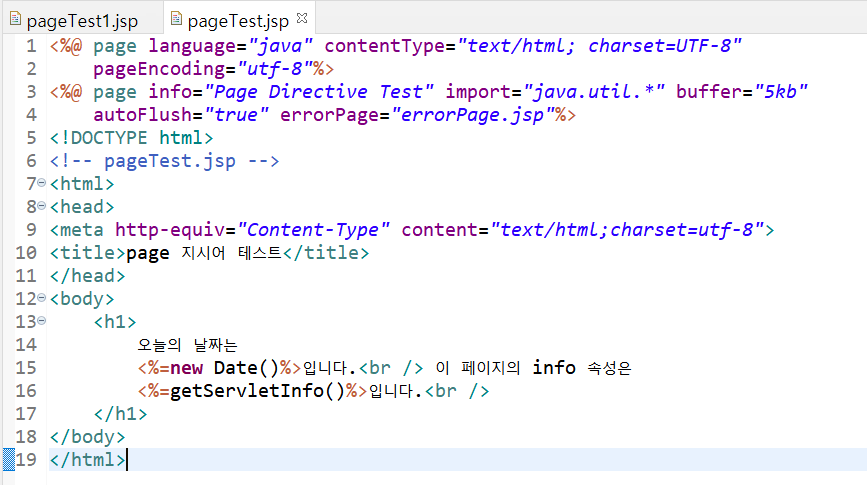 pageTest1.jsp pageTest.jsp
1 <%@ page language="java" contentType="text/html; charset=UTF-8"
2 pageEncoding="utf-8"%>
3 <%@ page info="Page Directive Test" import="java.util.*" buffer="5kb"
4 autoFlush="true" errorPage="errorPage.jsp"%>
5 <!DOCTYPE html>
6 <!-- pageTest.jsp -->
7 <html>
8 <head>
9 <meta http-equiv="Content-Type" content="text/html;charset=utf-8">
10 <title>page 지시어 테스트</title>
11 </head>
12 <body>
13 <h1>
14 오늘의 날짜는
15 <%=new Date()%>입니다.<br /> 이 페이지의 info 속성은
16 <%=getServletInfo()%>입니다.<br />
17 </h1>
18 </body>
19 </html>